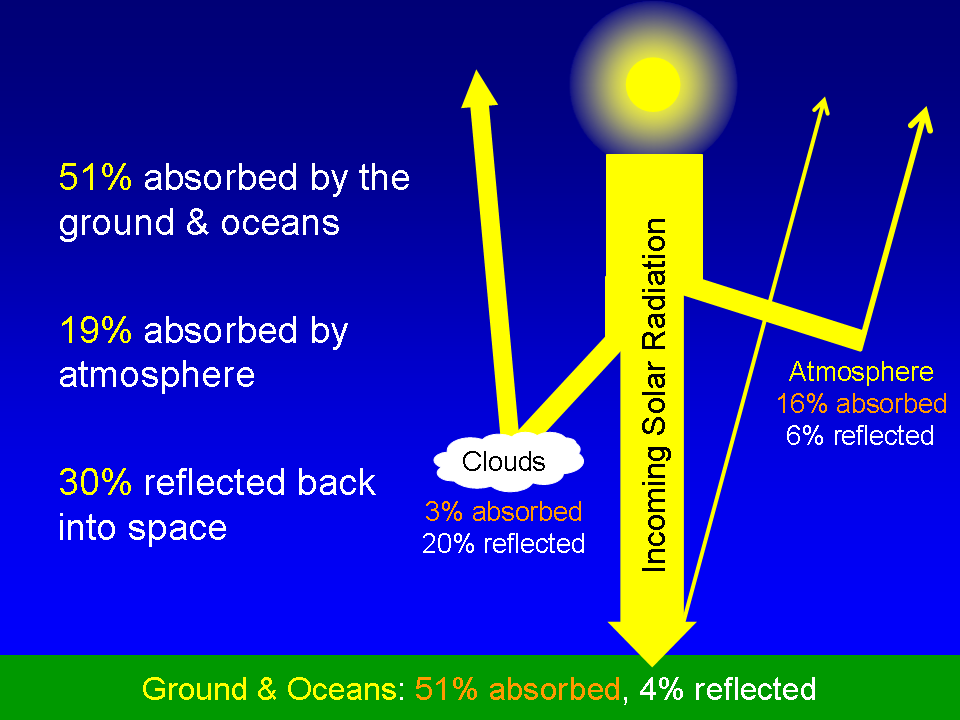 51% absorbed by the
ground & oceans
19% absorbed by
atmosphere
30% reflected back
into space
Incoming Solar Radiation
Clouds
3% absorbed
20% reflected
Atmosphere
16% absorbed
6% reflected
Ground & Oceans: 51% absorbed, 4% reflected